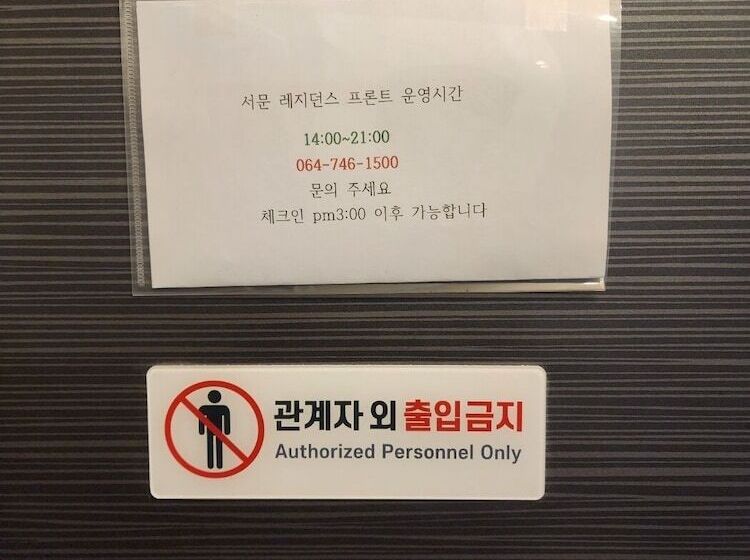 서문 레지던스 프론트 운영시간
14:00~21:00
064-746-1500
문의 주세요
체크인 pm3:00 이후 가능합니다
관계자 외 출입금지
Authorized Personnel Only